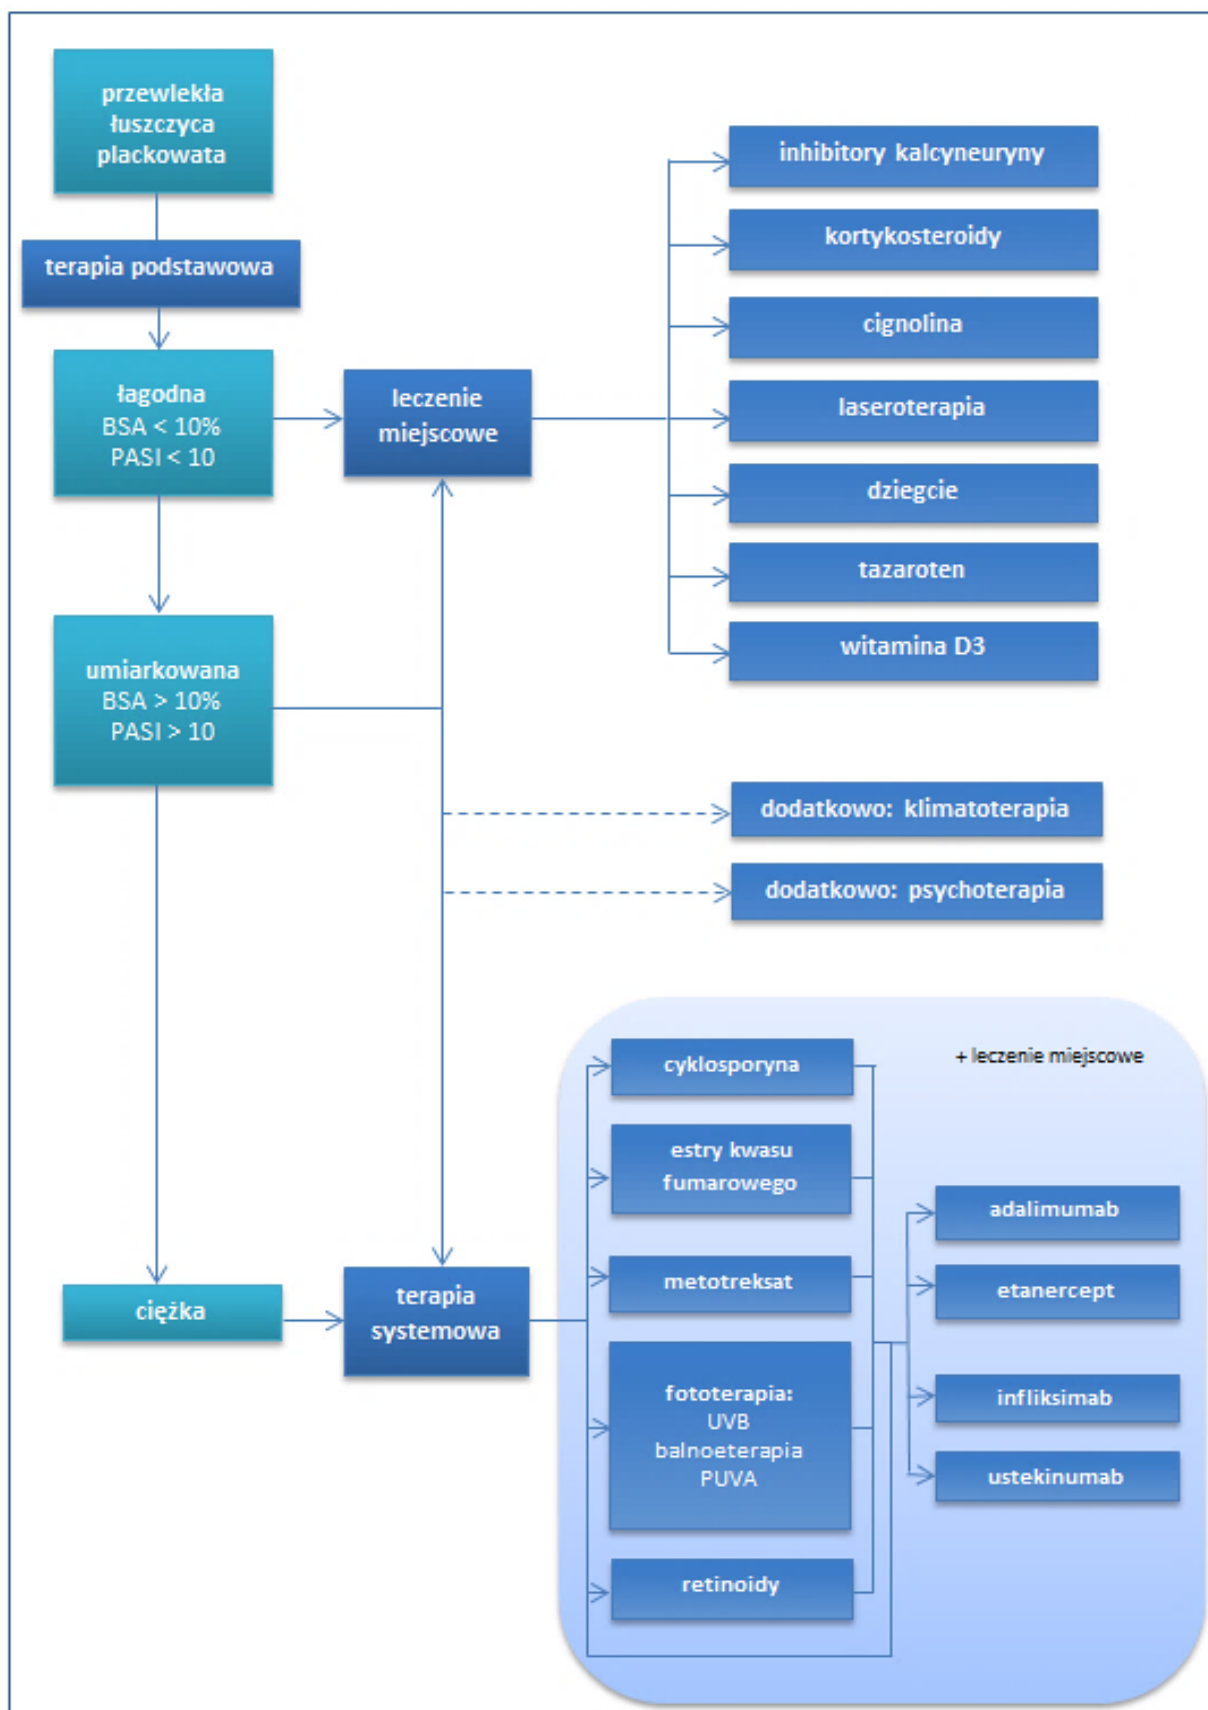 przewlekła
łuszczyca
plackowata
terapia podstawowa
łagodna
BSA < 10%
PASI < 10
leczenie
miejscowe
inhibitory kalcyneuryny
kortykosteroidy
cignolina
laseroterapia
dziegcie
tazaroten
witamina D3
umiarkowana
BSA > 10%
PASI > 10
dodatkowo: klimatoterapia
dodatkowo: psychoterapia
ciężka
terapia
systemowa
+ leczenie miejscowe
cyklosporyna
estry kwasu
fumarowego
metotreksat
fototerapia:
UVB
balnoeterapia
PUVA
retinoidy
adalimumab
etanercept
infliksimab
ustekinumab